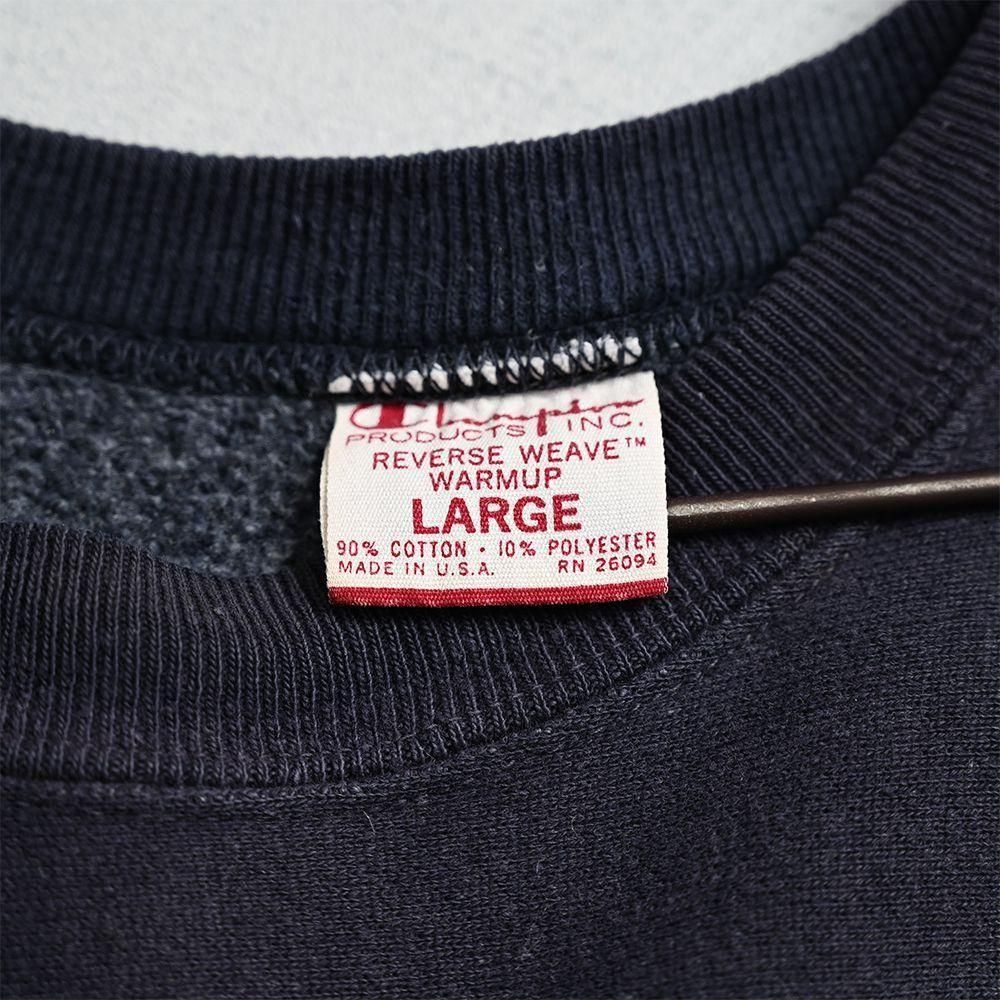 Champion
PRODUCTS INC.
REVERSE WEAVE™
WARMUP
LARGE
90% COTTON · 10% POLYESTER
MADE IN U.S.A. RN 26094